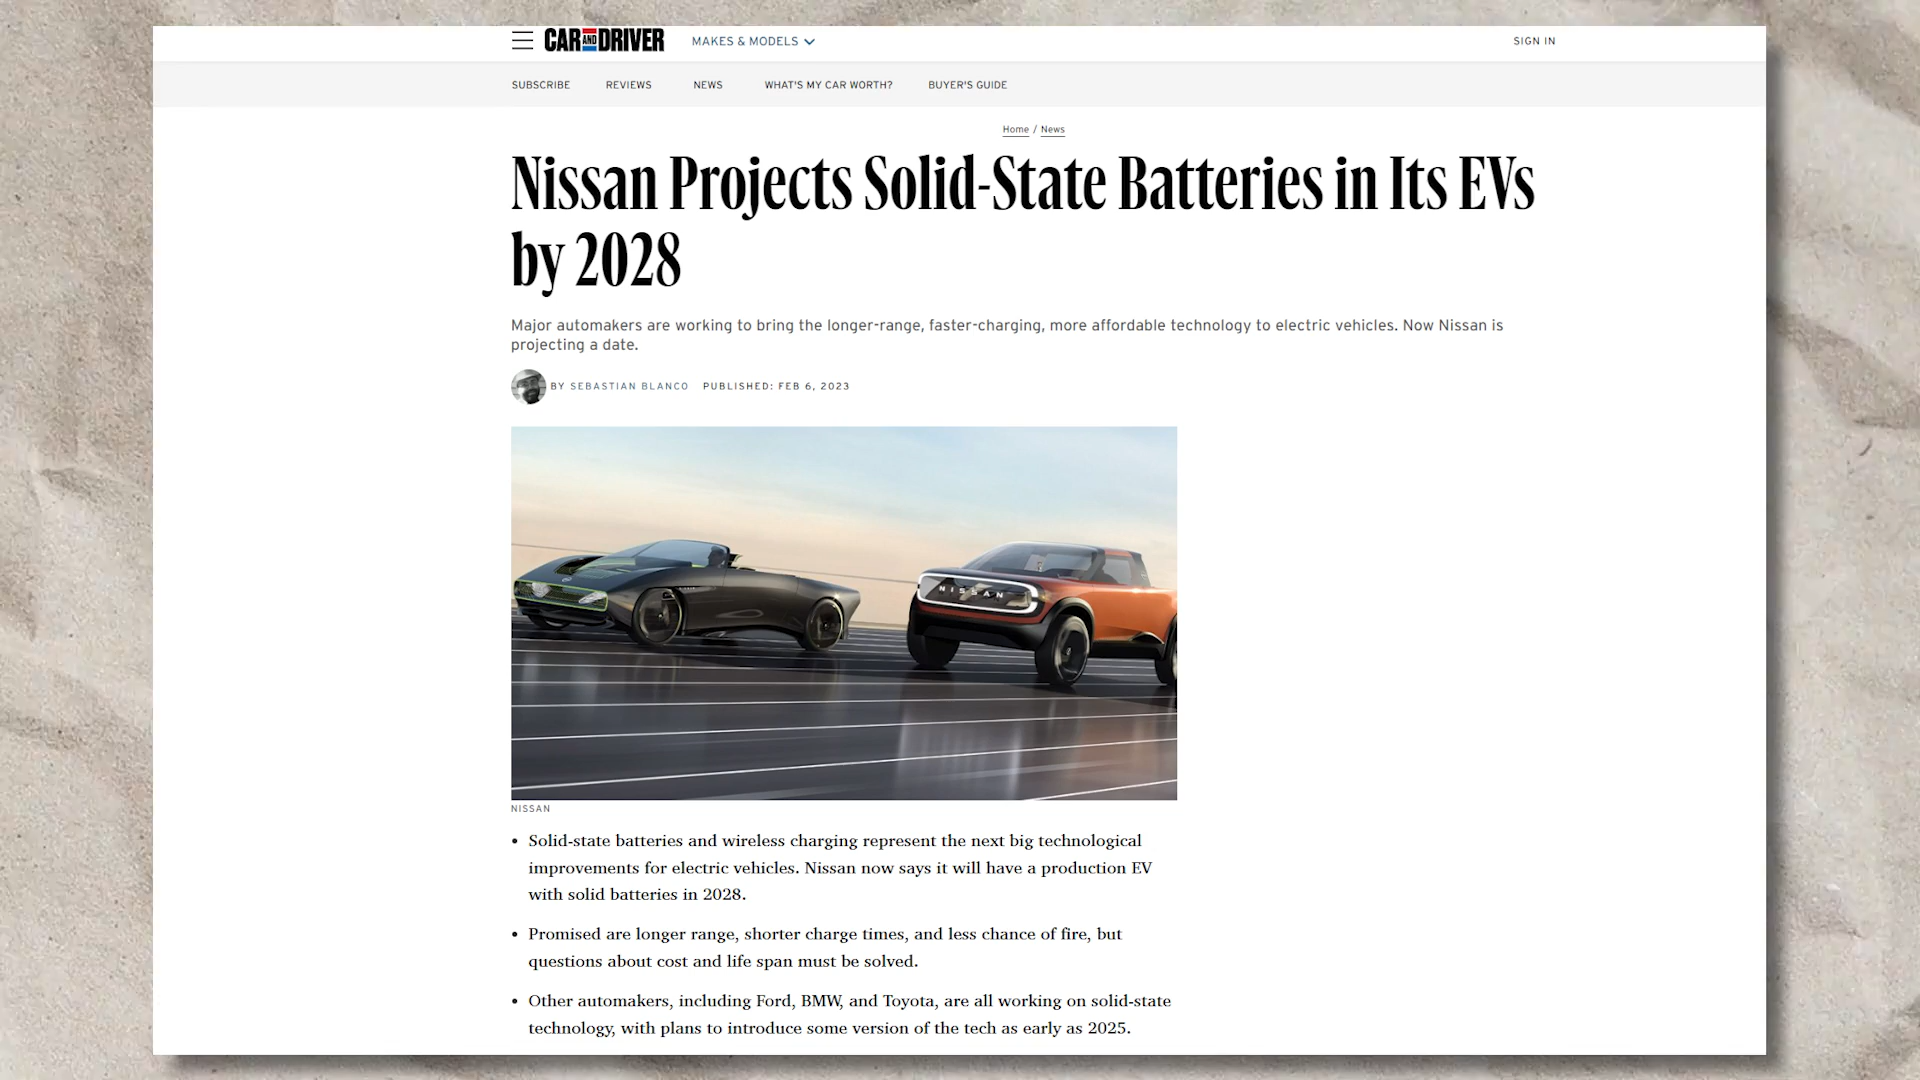 CAR AND DRIVER
MAKES & MODELS
SIGN IN
SUBSCRIBE
REVIEWS
NEWS
WHAT'S MY CAR WORTH?
BUYER'S GUIDE
Home / News
Nissan Projects Solid-State Batteries in Its EVs
by 2028
Major automakers are working to bring the longer-range, faster-charging, more affordable technology to electric vehicles. Now Nissan is
projecting a date.
BY SEBASTIAN BLANCO PUBLISHED: FEB 6, 2023
NISSAN
NISSAN
• Solid-state batteries and wireless charging represent the next big technological
improvements for electric vehicles. Nissan now says it will have a production EV
with solid batteries in 2028.
• Promised are longer range, shorter charge times, and less chance of fire, but
questions about cost and life span must be solved.
• Other automakers, including Ford, BMW, and Toyota, are all working on solid-state
technology, with plans to introduce some version of the tech as early as 2025.